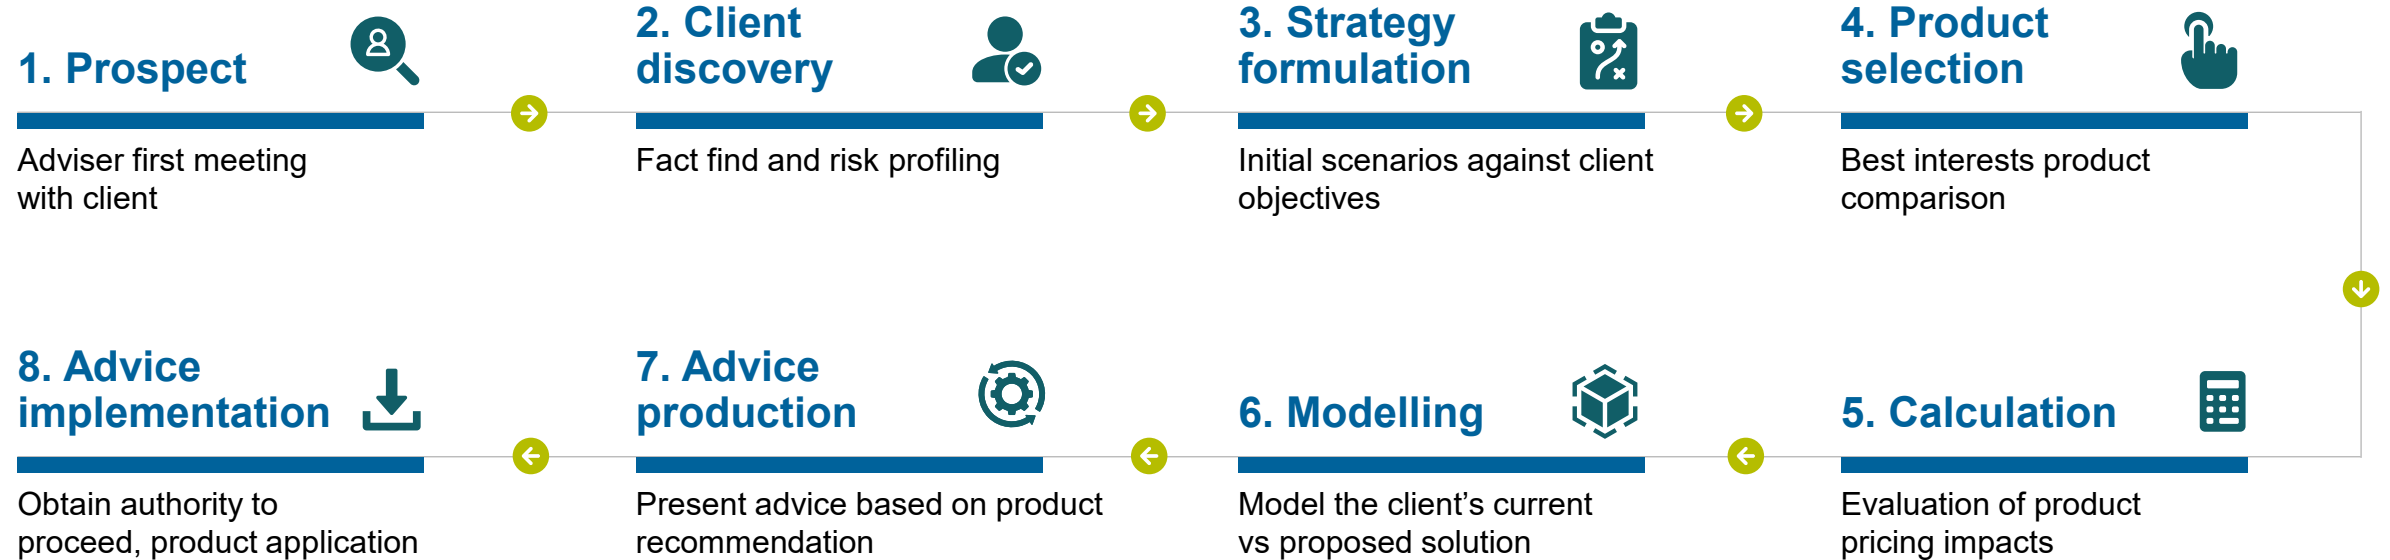 1. Prospect
Adviser first meeting
with client
2. Client
discovery
Fact find and risk profiling
3. Strategy
formulation
Initial scenarios against client
objectives
4. Product
selection
Best interests product
comparison
5. Calculation
Evaluation of product
pricing impacts
6. Modelling
Model the client’s current
vs proposed solution
7. Advice
production
Present advice based on product
recommendation
8. Advice
implementation
Obtain authority to
proceed, product application